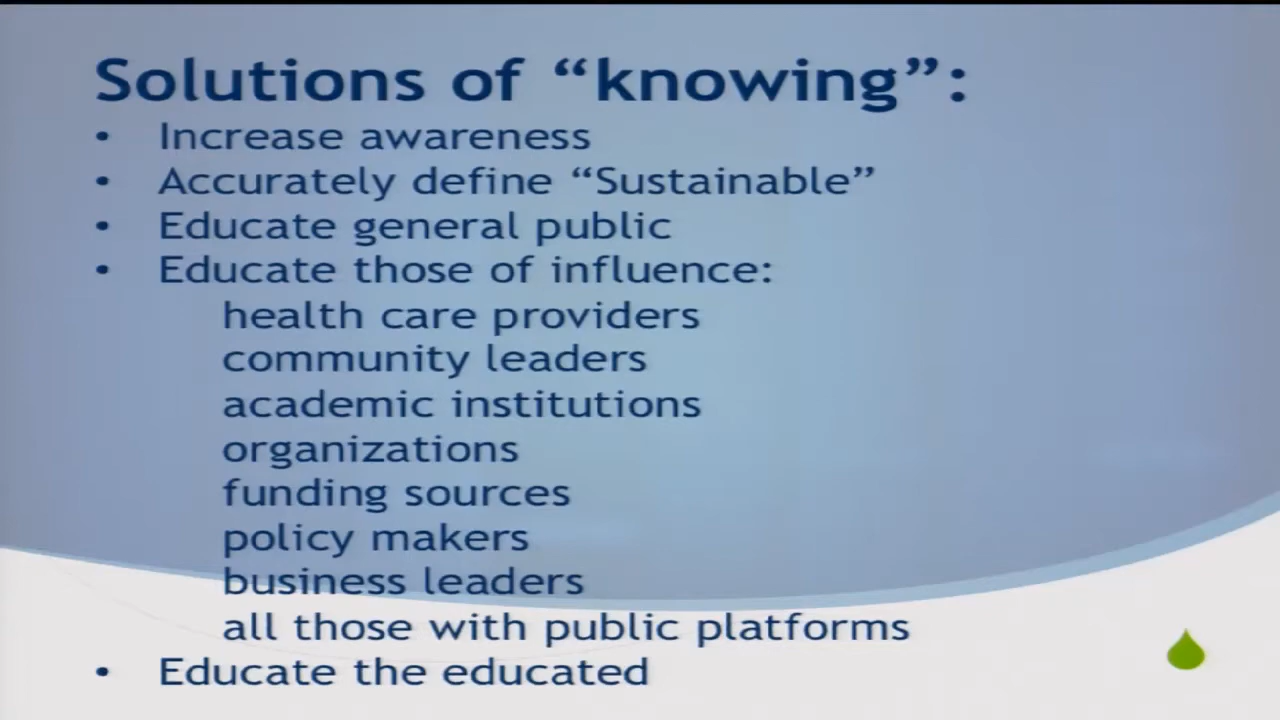 Solutions of “knowing”:
• Increase awareness
• Accurately define “Sustainable”
• Educate general public
• Educate those of influence:
health care providers
community leaders
academic institutions
organizations
funding sources
policy makers
business leaders
all those with public platforms
• Educate the educated